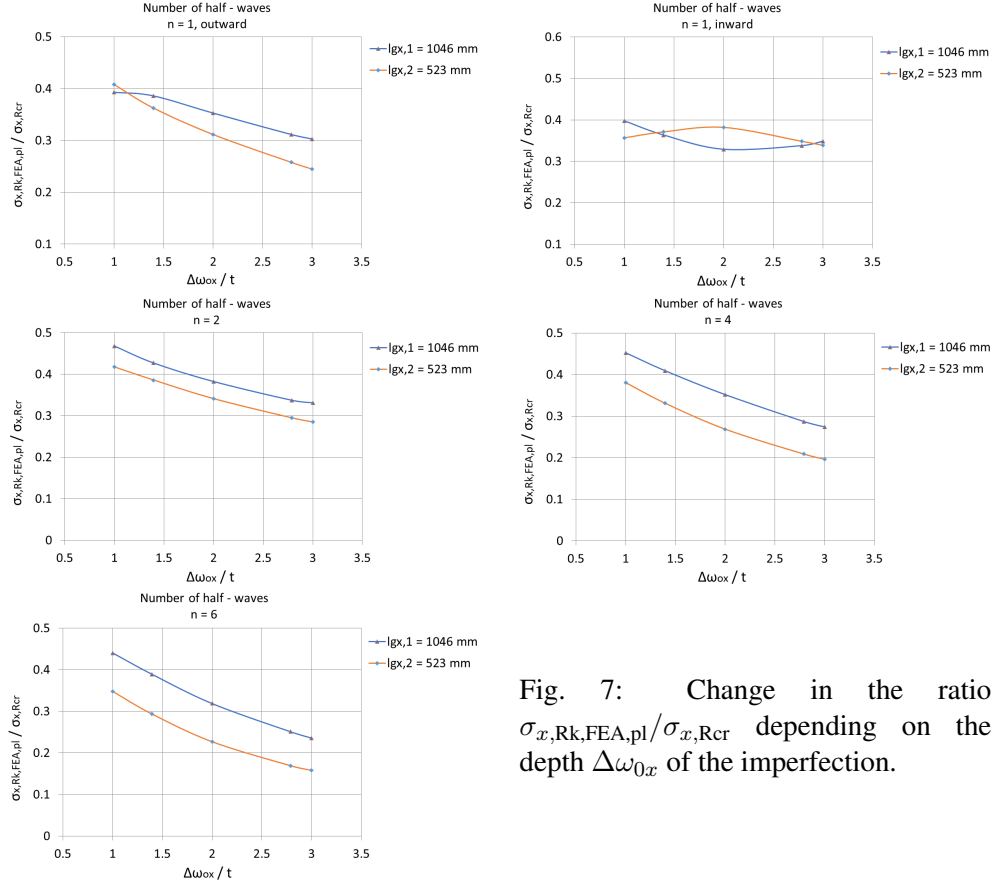 Number of half - waves
n = 1, outward
0.5
0.4
0.3
0.2
0.1
0.5
1
1.5
2
2.5
3
3.5
σx,Rk,FEA,pl / σx,Rcr
Δωox / t
lgx,1 = 1046 mm
lgx,2 = 523 mm
Number of half - waves
n = 1, inward
0.6
0.5
0.4
0.3
0.2
0.1
0.5
1
1.5
2
2.5
3
3.5
σx,Rk,FEA,pl / σx,Rcr
Δωox / t
lgx,1 = 1046 mm
lgx,2 = 523 mm
Number of half - waves
n = 2
0.5
0.4
0.3
0.2
0.1
0
0.5
1
1.5
2
2.5
3
3.5
σx,Rk,FEA,pl / σx,Rcr
Δωox / t
lgx,1 = 1046 mm
lgx,2 = 523 mm
Number of half - waves
n = 4
0.5
0.4
0.3
0.2
0.1
0
0.5
1
1.5
2
2.5
3
3.5
σx,Rk,FEA,pl / σx,Rcr
Δωox / t
lgx,1 = 1046 mm
lgx,2 = 523 mm
Number of half - waves
n = 6
0.5
0.4
0.3
0.2
0.1
0
0.5
1
1.5
2
2.5
3
3.5
σx,Rk,FEA,pl / σx,Rcr
Δωox / t
lgx,1 = 1046 mm
lgx,2 = 523 mm
Fig. 7: Change in the ratio
σx,Rk,FEA,pl/σx,Rcr depending on the
depth Δω0x of the imperfection.